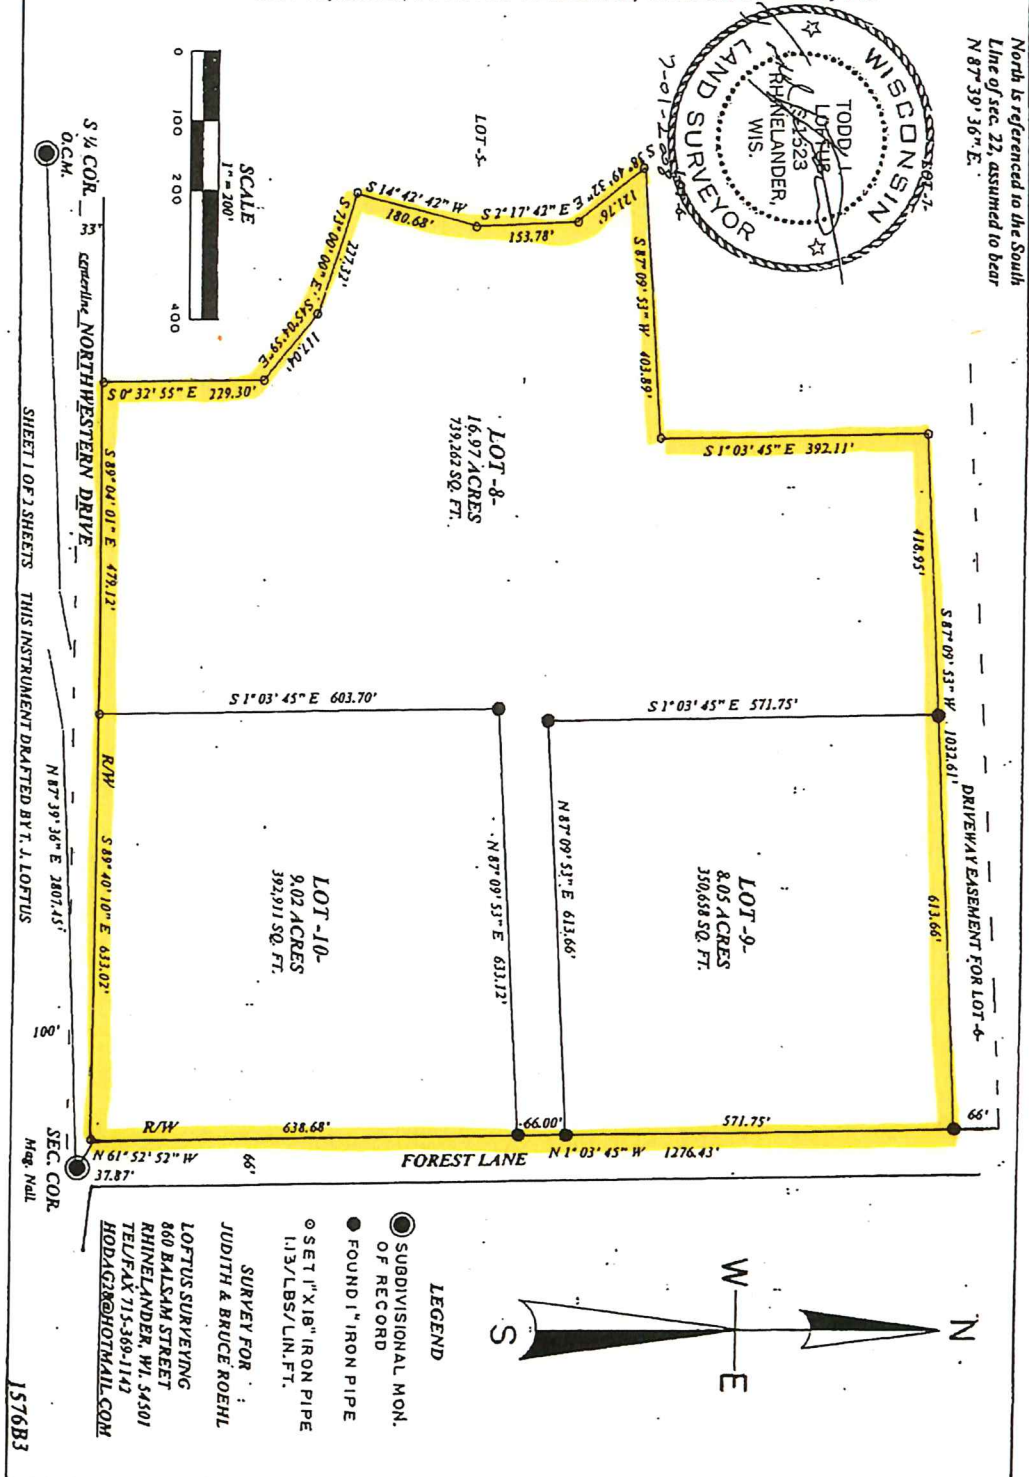 North is referenced to the South
Line of sec. 22, assumed to bear
N 87° 39' 36" E.
WISCONSIN
LAND SURVEYOR
TODD J.
LOFTUS
S-1523
RHINELANDER,
WIS.
LOT -7-
LOT -5-
SCALE
1" = 200'
0 100 200 400
S 14° 42' 42" W
180.68'
S 2° 17' 42" E
153.78'
121.76'
S 87° 09' 53" W 403.89'
S 1° 03' 45" E 392.11'
S 73° 00' 00" E
227.32'
S 45° 04' 59" E
117.04'
S 0° 32' 55" E 229.30'
418.95'
S 87° 09' 53" W 1032.61'
613.66'
DRIVEWAY EASEMENT FOR LOT -6-
66'
LOT -8-
16.97 ACRES
739,262 SQ. FT.
S 1° 03' 45" E 603.70'
S 1° 03' 45" E 571.75'
LOT -9-
8.05 ACRES
350,658 SQ. FT.
N 87° 09' 53" E 613.66'
N 87° 09' 53" E 633.12'
LOT -10-
9.02 ACRES
392,911 SQ. FT.
S ¼ COR.
O.C.M.
33'
centerline NORTHWESTERN DRIVE
S 89° 04' 01" E 479.12'
R/W
S 89° 40' 10" E 633.02'
N 87° 39' 36" E 2807.45'
100'
SEC. COR.
Mag. Nail
R/W
638.68'
66.00'
571.75'
N 61° 52' 52" W
37.87'
66'
FOREST LANE
N 1° 03' 45" W 1276.43'
N
W
E
S
LEGEND
SUBDIVISIONAL MON.
OF RECORD
FOUND 1" IRON PIPE
SET 1" X 18" IRON PIPE
1.13/LBS/LIN.FT.
SURVEY FOR :
JUDITH & BRUCE ROEHL
LOFTUS SURVEYING
860 BALSAM STREET
RHINELANDER, WI. 54501
TEL/FAX 715-369-1142
HODAG28@HOTMAIL.COM
SHEET 1 OF 2 SHEETS THIS INSTRUMENT DRAFTED BY T. J. LOFTUS
1576B3